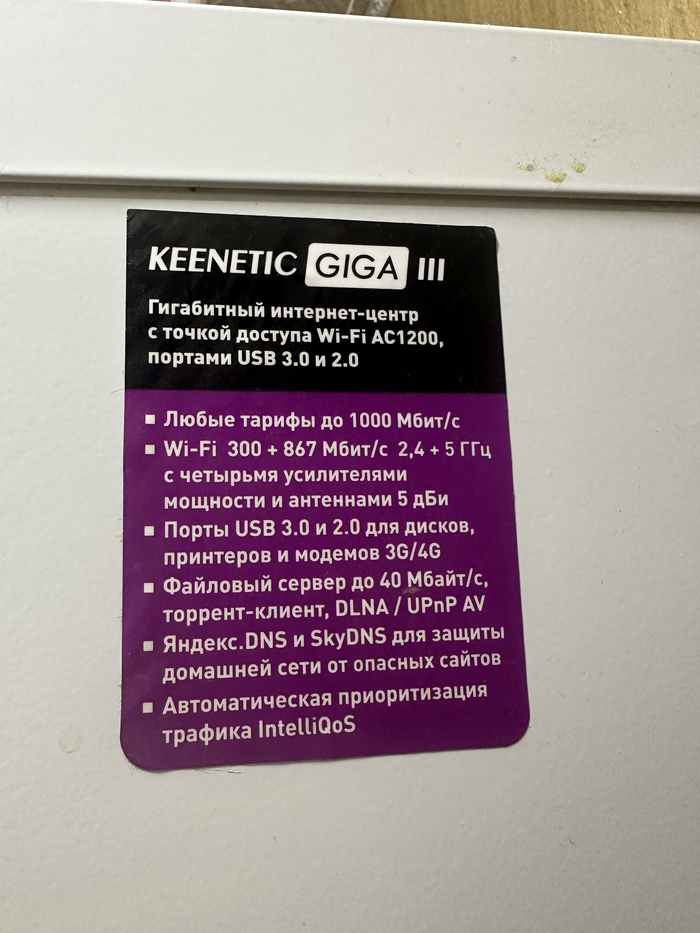 KEENETIC GIGA III
Гигабитный интернет-центр
с точкой доступа Wi-Fi AC1200,
портами USB 3.0 и 2.0
▪ Любые тарифы до 1000 Мбит/с
▪ Wi-Fi 300 + 867 Мбит/с 2,4 + 5 ГГц
с четырьмя усилителями
мощности и антеннами 5 дБи
▪ Порты USB 3.0 и 2.0 для дисков,
принтеров и модемов 3G/4G
▪ Файловый сервер до 40 Мбайт/с,
торрент-клиент, DLNA / UPnP AV
▪ Яндекс.DNS и SkyDNS для защиты
домашней сети от опасных сайтов
▪ Автоматическая приоритизация
трафика IntelliQoS